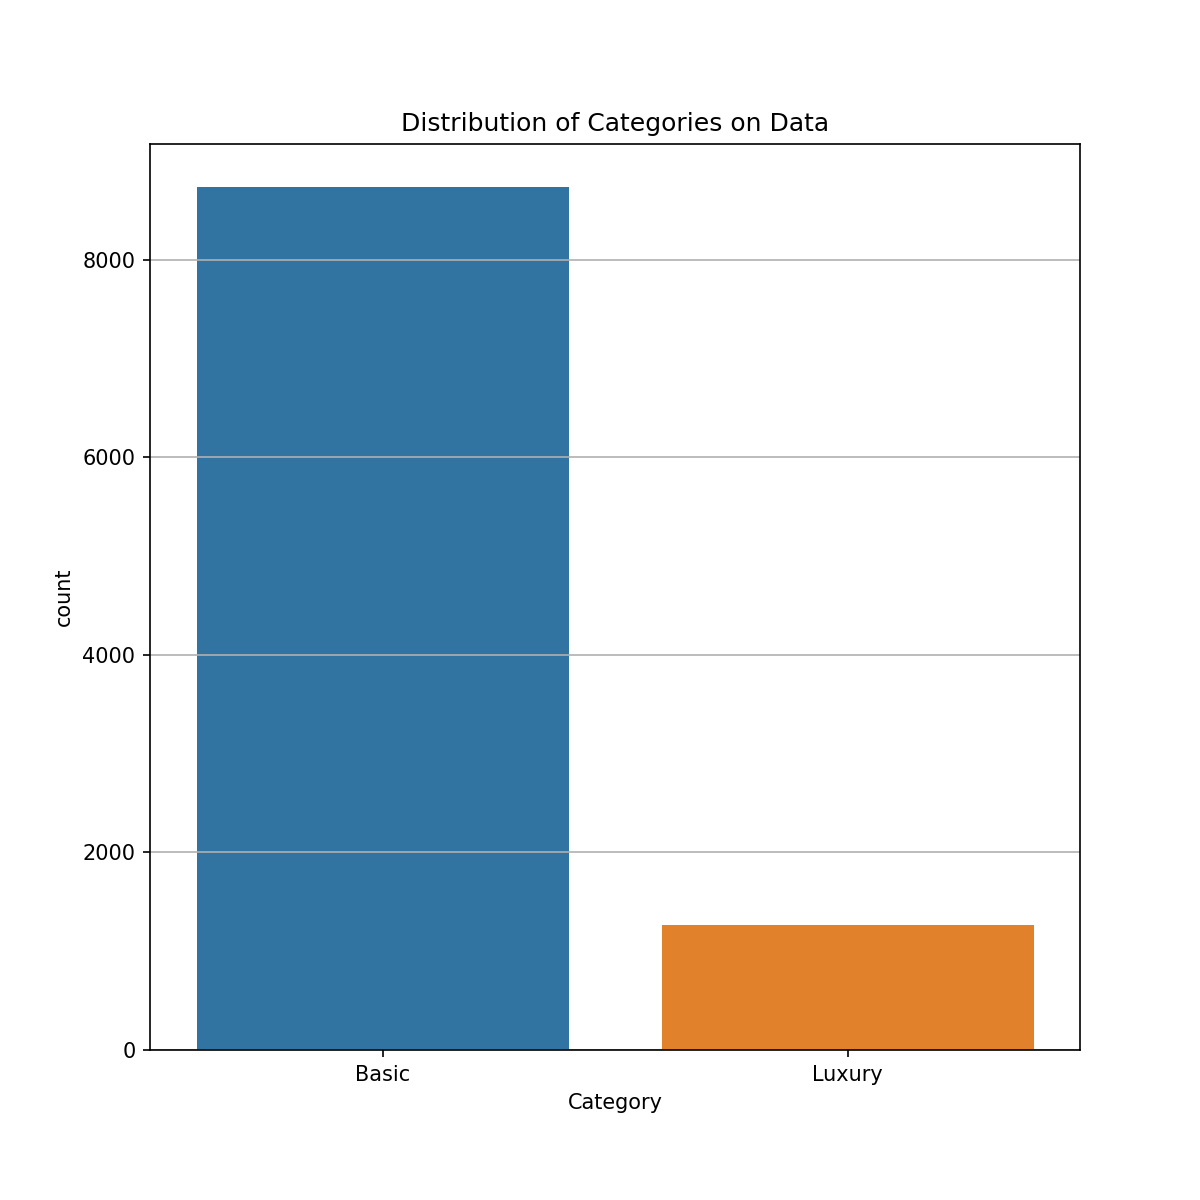 Distribution of Categories on Data
8000
6000
4000
2000
0
count
Basic
Luxury
Category